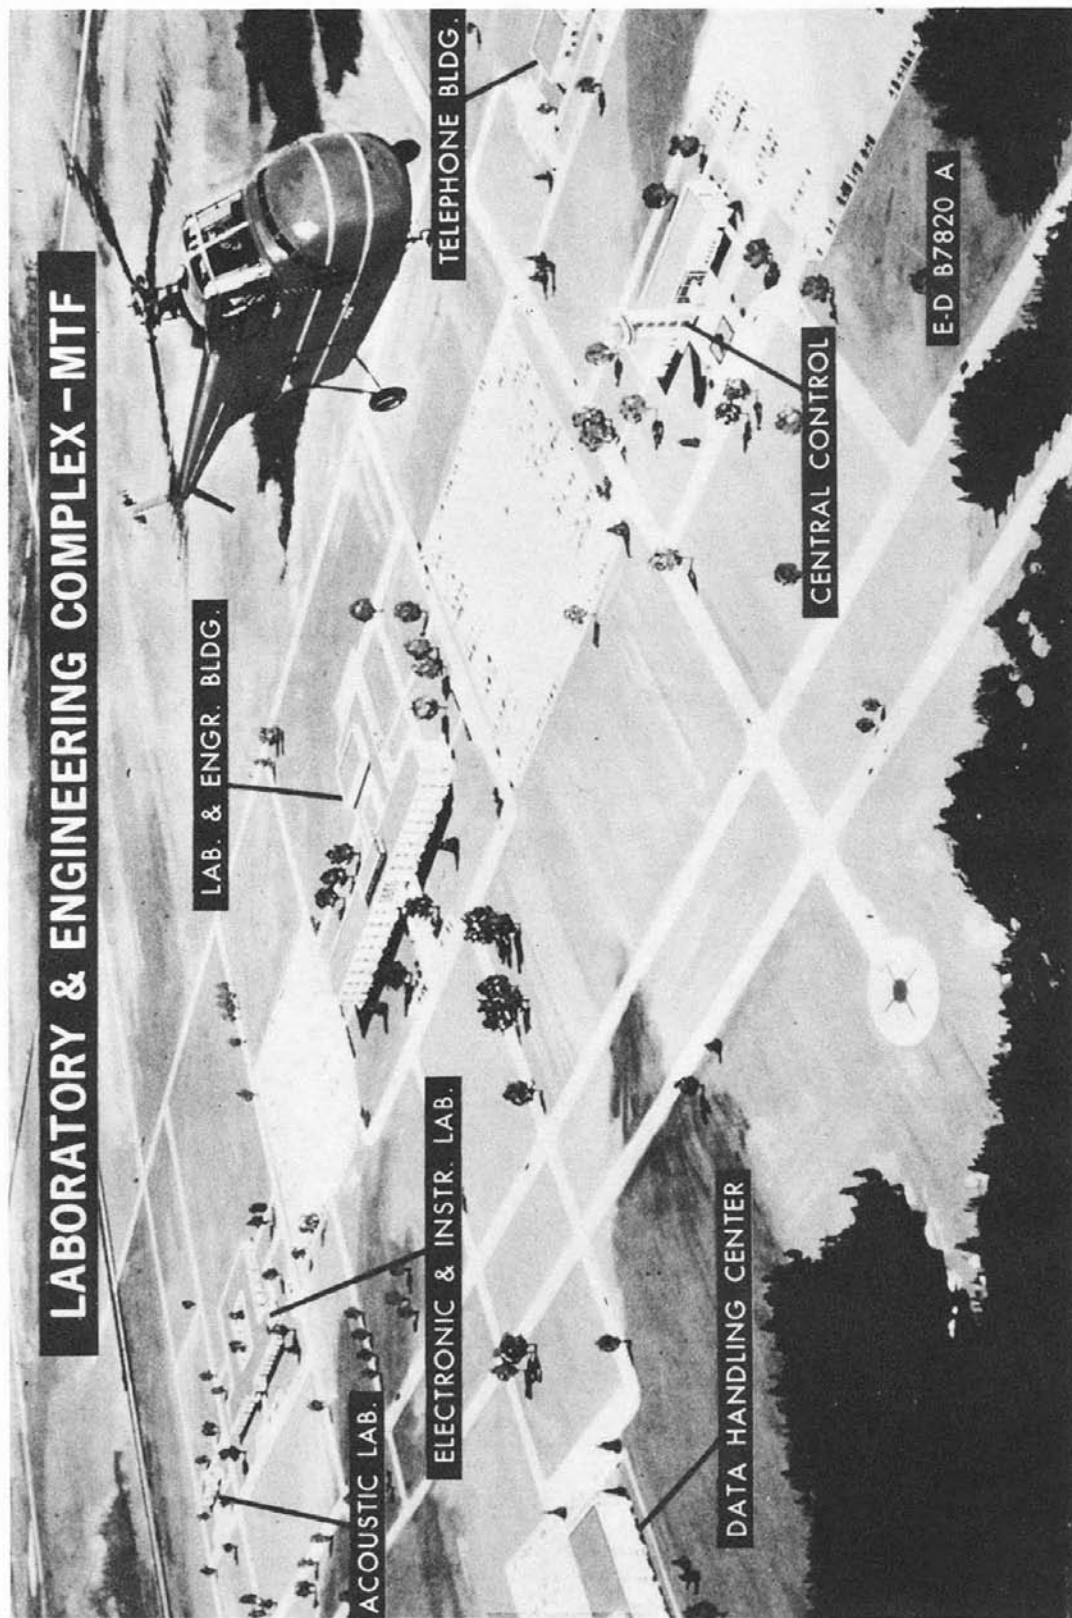 LABORATORY & ENGINEERING COMPLEX - MTF
LAB. & ENGR. BLDG.
TELEPHONE BLDG.
ACOUSTIC LAB.
ELECTRONIC & INSTR. LAB.
CENTRAL CONTROL
DATA HANDLING CENTER
E-D B7820 A